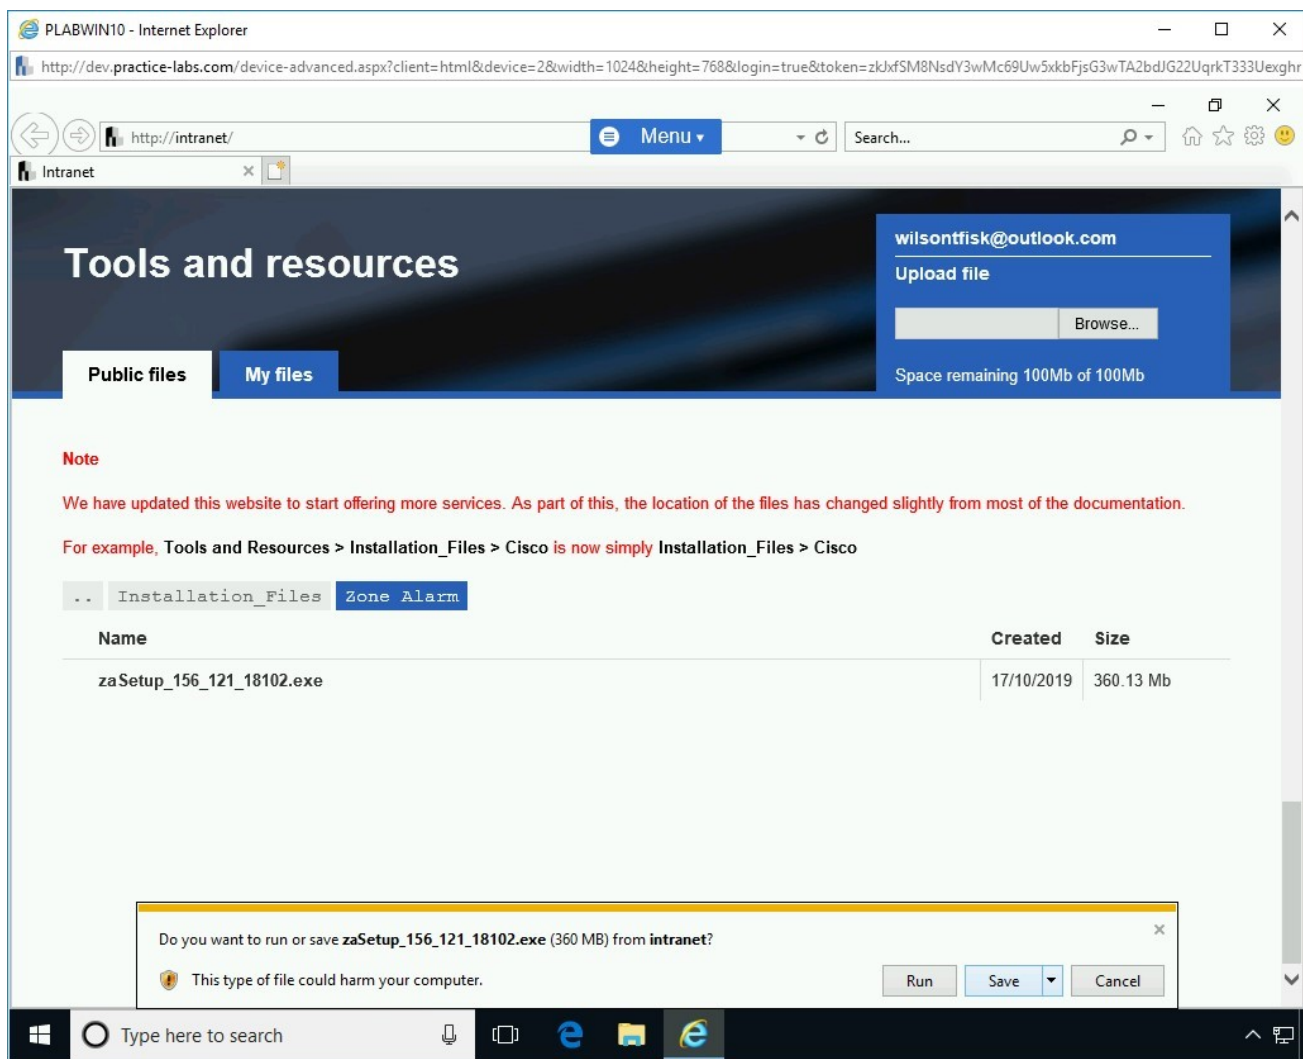 PLABWIN10 - Internet Explorer
http://dev.practice-labs.com/device-advanced.aspx?client=html&device=2&width=1024&height=768&login=true&token=zkJxfSM8NsdY3wMc69Uw5xkbFjsG3wTA2bdJG22UqrkT333Uexghr
http://intranet/
Menu
Search...
Intranet
Tools and resources
wilsontfisk@outlook.com
Upload file
Browse...
Space remaining 100Mb of 100Mb
Public files
My files
Note
We have updated this website to start offering more services. As part of this, the location of the files has changed slightly from most of the documentation.
For example, Tools and Resources > Installation_Files > Cisco is now simply Installation_Files > Cisco
.. Installation_Files Zone Alarm
Name Created Size
zaSetup_156_121_18102.exe 17/10/2019 360.13 Mb
Do you want to run or save zaSetup_156_121_18102.exe (360 MB) from intranet?
This type of file could harm your computer.
Run Save Cancel
Type here to search